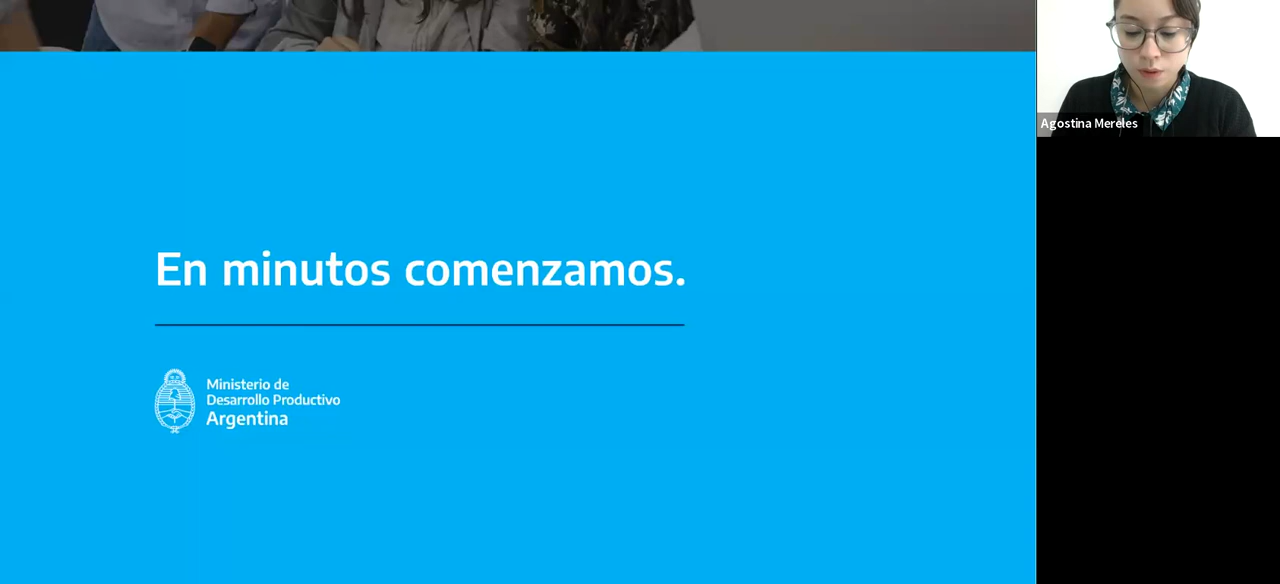 En minutos comenzamos.
Ministerio de
Desarrollo Productivo
Argentina
Agostina Mereles